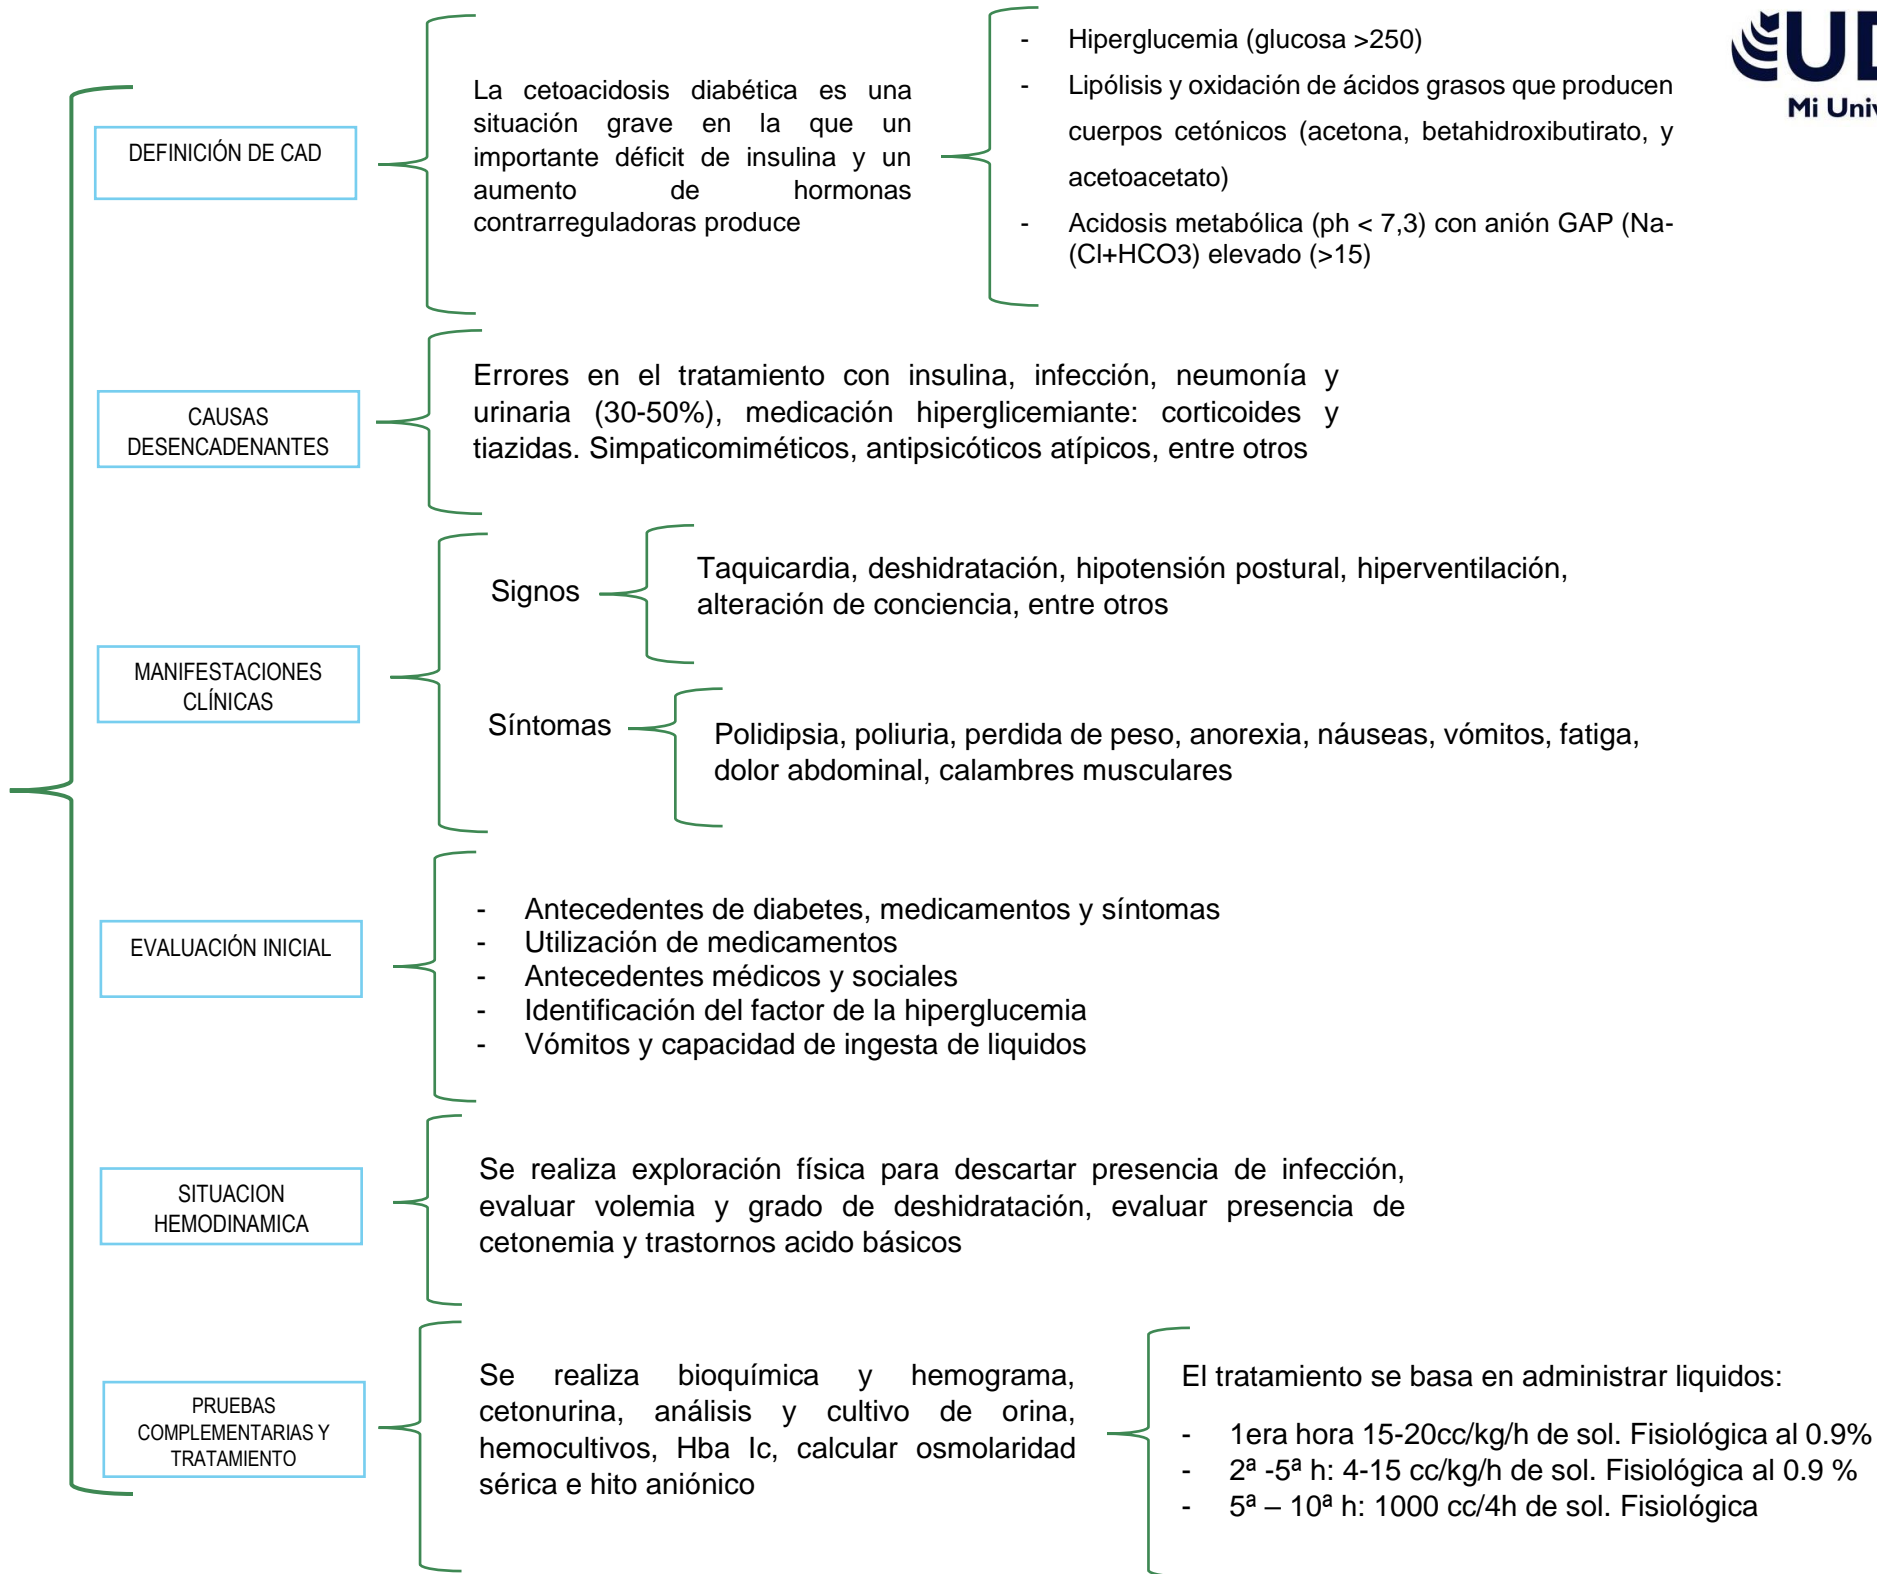 Mi Univ
DEFINICIÓN DE CAD
La cetoacidosis diabética es una
situación grave en la que un
importante déficit de insulina y un
aumento de hormonas
contrarreguladoras produce
- Hiperglucemia (glucosa >250)
- Lipólisis y oxidación de ácidos grasos que producen
cuerpos cetónicos (acetona, betahidroxibutirato, y
acetoacetato)
- Acidosis metabólica (ph < 7,3) con anión GAP (Na-
(Cl+HCO3) elevado (>15)
CAUSAS
DESENCADENANTES
Errores en el tratamiento con insulina, infección, neumonía y
urinaria (30-50%), medicación hiperglicemiante: corticoides y
tiazidas. Simpaticomiméticos, antipsicóticos atípicos, entre otros
MANIFESTACIONES
CLÍNICAS
Signos
Taquicardia, deshidratación, hipotensión postural, hiperventilación,
alteración de conciencia, entre otros
Síntomas
Polidipsia, poliuria, perdida de peso, anorexia, náuseas, vómitos, fatiga,
dolor abdominal, calambres musculares
EVALUACIÓN INICIAL
- Antecedentes de diabetes, medicamentos y síntomas
- Utilización de medicamentos
- Antecedentes médicos y sociales
- Identificación del factor de la hiperglucemia
- Vómitos y capacidad de ingesta de liquidos
SITUACION
HEMODINAMICA
Se realiza exploración física para descartar presencia de infección,
evaluar volemia y grado de deshidratación, evaluar presencia de
cetonemia y trastornos acido básicos
PRUEBAS
COMPLEMENTARIAS Y
TRATAMIENTO
Se realiza bioquímica y hemograma,
cetonurina, análisis y cultivo de orina,
hemocultivos, Hba Ic, calcular osmolaridad
sérica e hito aniónico
El tratamiento se basa en administrar liquidos:
- 1era hora 15-20cc/kg/h de sol. Fisiológica al 0.9%
- 2ª -5ª h: 4-15 cc/kg/h de sol. Fisiológica al 0.9 %
- 5ª – 10ª h: 1000 cc/4h de sol. Fisiológica